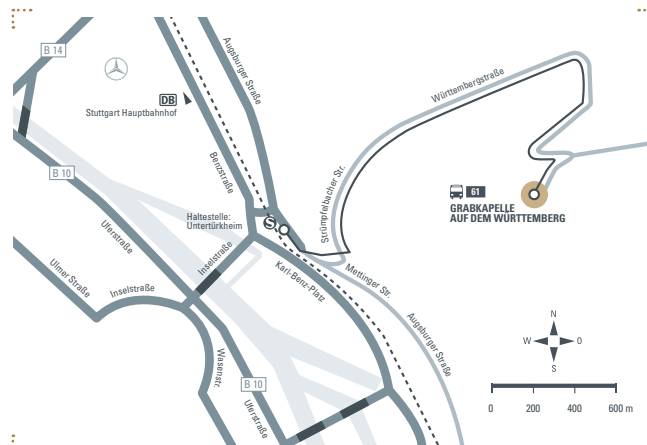 B 14
Augsburger Straße
DB
Stuttgart Hauptbahnhof
Württembergstraße
B 10
Benzstraße
Strümpfelbacher Str.
61
GRABKAPELLE
AUF DEM WÜRTTEMBERG
Haltestelle:
Untertürkheim
S
Uferstraße
Inselstraße
Karl-Benz-Platz
Mettinger Str.
Ulmer Straße
Inselstraße
Augsburger Straße
Wasenstr.
B 10
Uferstraße
N
W
O
S
0 200 400 600 m